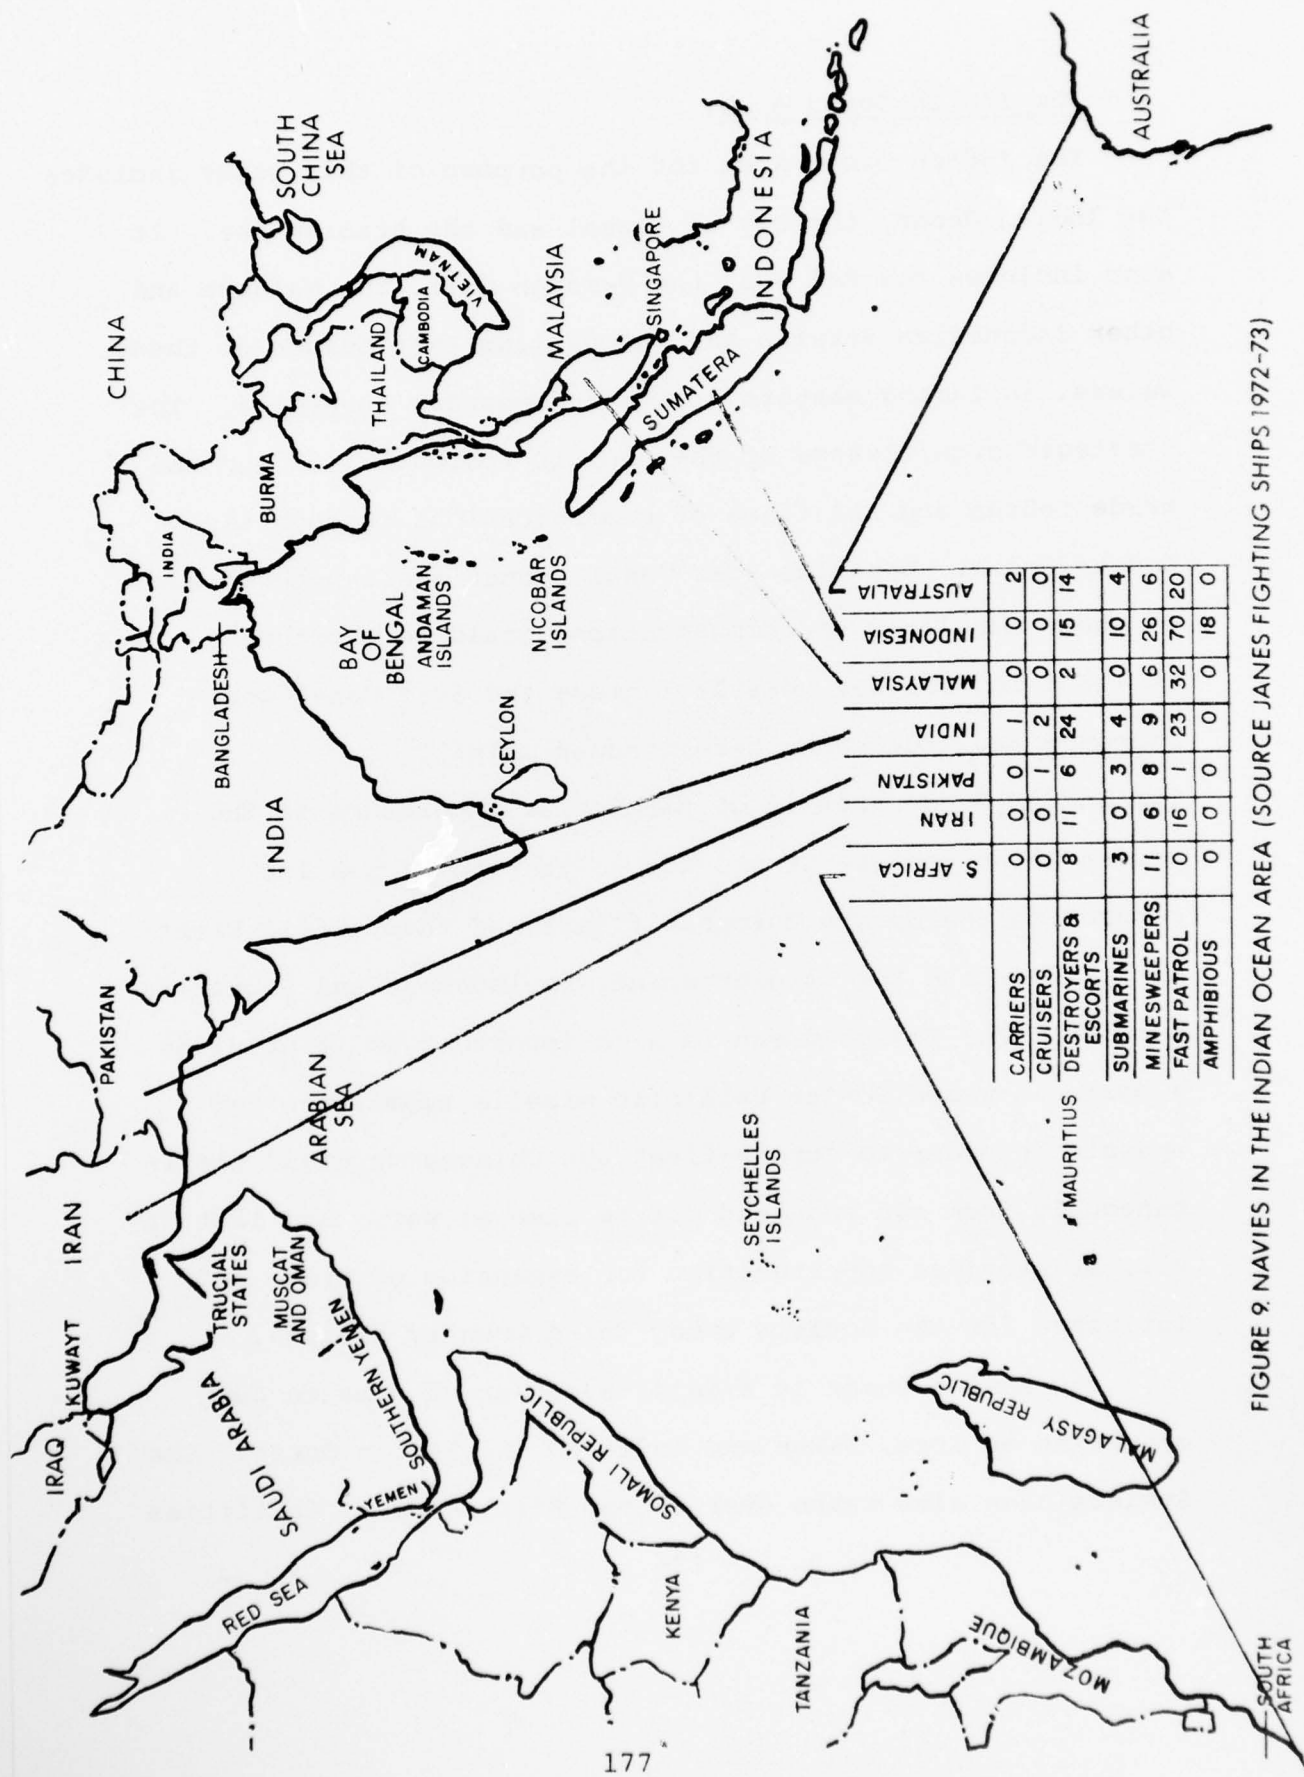 CHINA
SOUTH
CHINA
SEA
IRAQ
KUWAYT
IRAN
PAKISTAN
INDIA
BANGLADESH
INDIA
BURMA
THAILAND
CAMBODIA
VIETNAM
MALAYSIA
SINGAPORE
INDONESIA
SUMATERA
AUSTRALIA
SAUDI ARABIA
TRUCIAL
STATES
MUSCAT
AND OMAN
SOUTHERN YEMEN
YEMEN
RED SEA
ARABIAN
SEA
BAY
OF
BENGAL
ANDAMAN
ISLANDS
NICOBAR
ISLANDS
CEYLON
SOMALI REPUBLIC
KENYA
TANZANIA
SEYCHELLES
ISLANDS
MALAGASY REPUBLIC
MAURITIUS
MOZAMBIQUE
SOUTH
AFRICA
S. AFRICA IRAN PAKISTAN INDIA MALAYSIA INDONESIA AUSTRALIA
CARRIERS 0 0 0 1 0 0 2
CRUISERS 0 0 1 2 0 0 0
DESTROYERS & ESCORTS 8 11 6 24 2 15 14
SUBMARINES 3 0 3 4 0 10 4
MINESWEEPERS 11 6 8 9 6 26 6
FAST PATROL 0 16 1 23 32 70 20
AMPHIBIOUS 0 0 0 0 0 18 0
FIGURE 9. NAVIES IN THE INDIAN OCEAN AREA (SOURCE JANES FIGHTING SHIPS 1972-73)
177